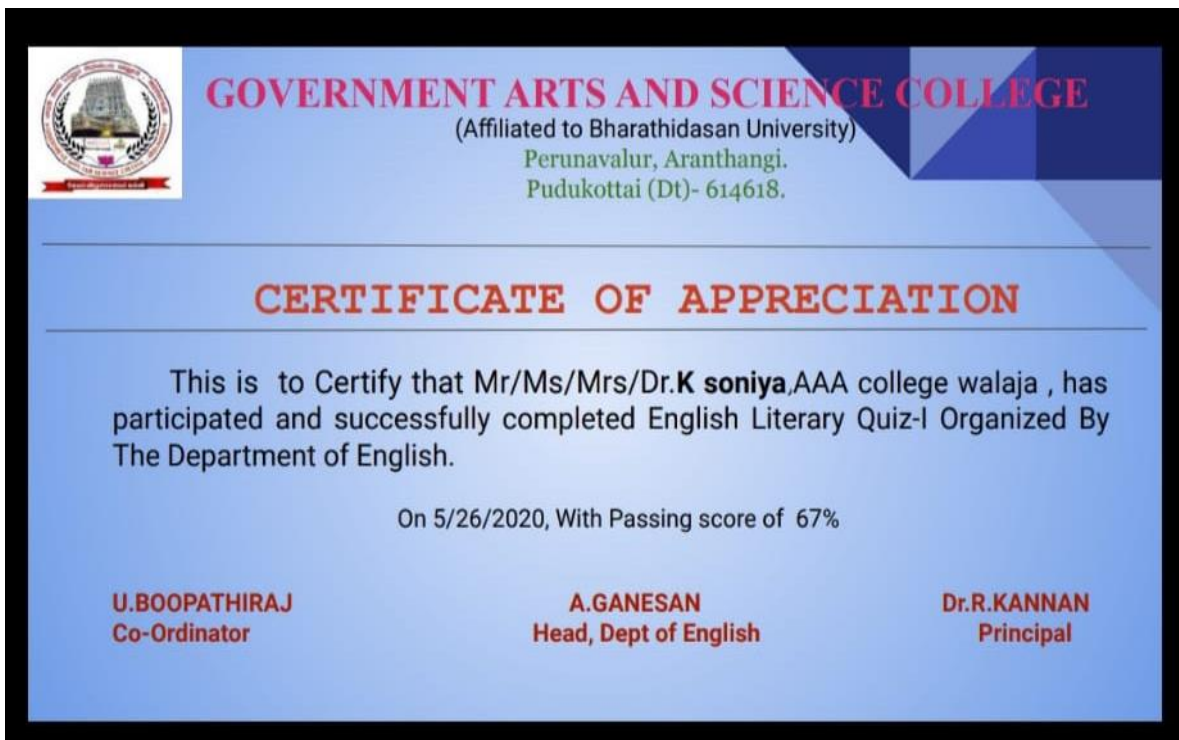 GOVERNMENT ARTS AND SCIENCE COLLEGE
(Affiliated to Bharathidasan University)
Perunavalur, Aranthangi.
Pudukottai (Dt)- 614618.
CERTIFICATE OF APPRECIATION
This is to Certify that Mr/Ms/Mrs/Dr.K soniya,AAA college walaja , has
participated and successfully completed English Literary Quiz-I Organized By
The Department of English.
On 5/26/2020, With Passing score of 67%
U.BOOPATHIRAJ A.GANESAN Dr.R.KANNAN
Co-Ordinator Head, Dept of English Principal